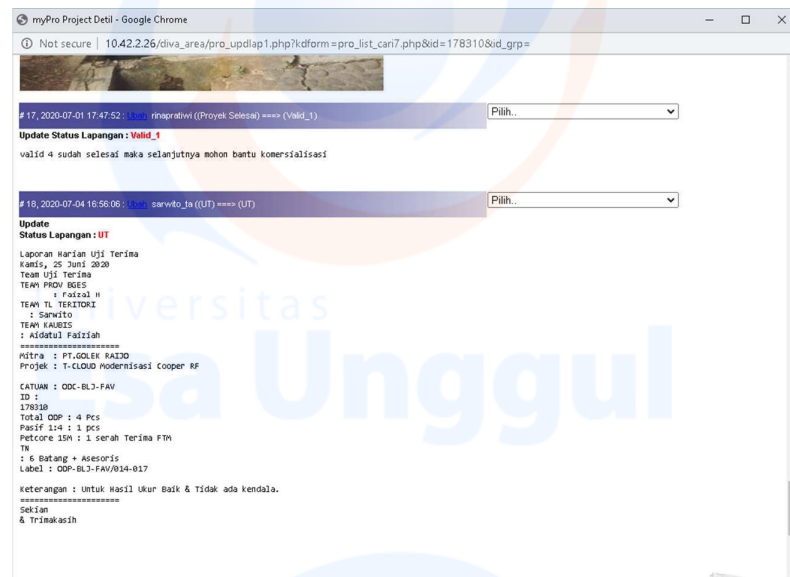 myPro Project Detil - Google Chrome
Not secure | 10.42.2.26/diva_area/pro_updlap1.php?kdform=pro_list_cari7.php&id=178310&id_grp=
# 17, 2020-07-01 17:47:52 : Ubah rinapratiwi ((Proyek Selesai) ===> (Valid_1)
Pilih..
Update Status Lapangan : Valid_1
valid 4 sudah selesai maka selanjutnya mohon bantu komersialisasi
# 18, 2020-07-04 16:56:06 : Ubah sarwito_ta ((UT) ===> (UT)
Pilih..
Update
Status Lapangan : UT
Laporan Harian Uji Terima
Kamis, 25 Juni 2020
Team Uji Terima
TEAM PROV BGES
: Faizal H
TEAM TL TERITORI
: Sarwito
TEAM KAUBIS
: Aidatul Faiziah
=====================
Mitra : PT.GOLEK RAIJO
Projek : T-CLOUD Modernisasi Cooper RF
CATUAN : ODC-BLJ-FAV
ID :
178310
Total ODP : 4 Pcs
Pasif 1:4 : 1 pcs
Petcore 15M : 1 serah Terima FTM
TN
: 6 Batang + Asesoris
Label : ODP-BLJ-FAV/014-017
Keterangan : Untuk Hasil Ukur Baik & Tidak ada kendala.
=====================
Sekian
& Trimakasih
Universitas
Esa Unggul